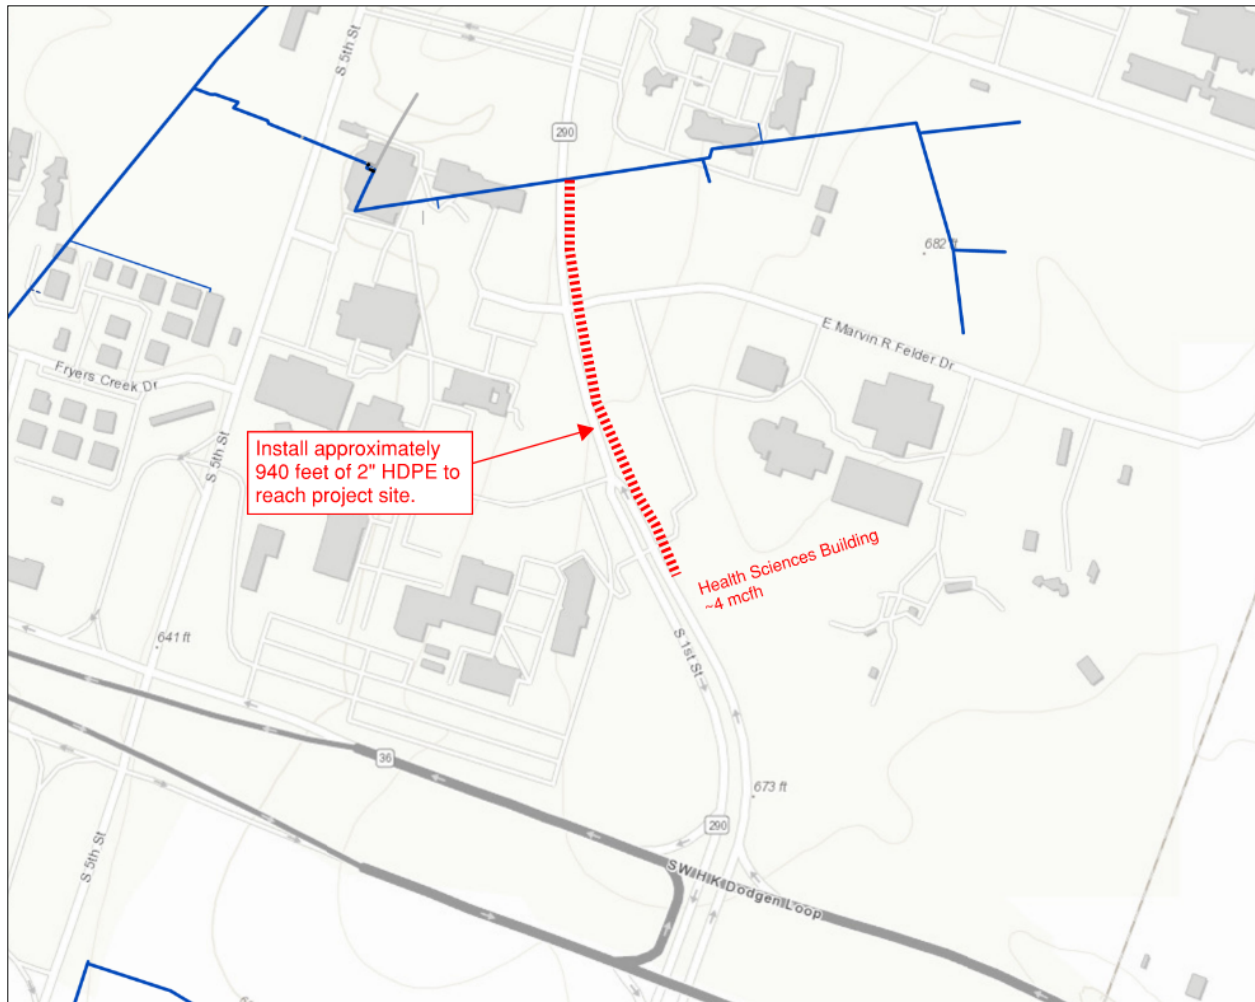 S 5th St
290
682 ft
E Marvin R Felder Dr
Fryers Creek Dr
S 5th St
Install approximately
940 feet of 2" HDPE to
reach project site.
Health Sciences Building
~4 mcfh
641 ft
S 1st St
36
673 ft
290
SW H K Dodgen Loop
S 5th St